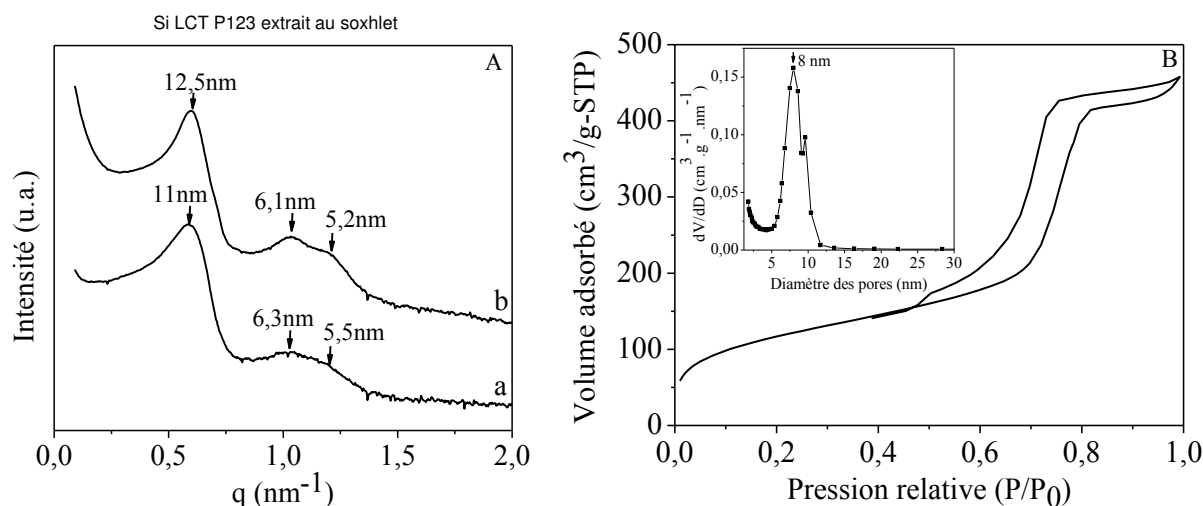 Si LCT P123 extrait au soxhlet
A
12,5nm
6,1nm
5,2nm
b
11nm
6,3nm
5,5nm
a
Intensité (u.a.)
0,0 0,5 1,0 1,5 2,0
q (nm-1)
B
500
400
300
200
100
0
Volume adsorbé (cm3/g-STP)
0,0 0,2 0,4 0,6 0,8 1,0
Pression relative (P/P0)
8 nm
0,15
0,10
0,05
0,00
dV/dD (cm3.g-1.nm-1)
5 10 15 20 25 30
Diamètre des pores (nm)